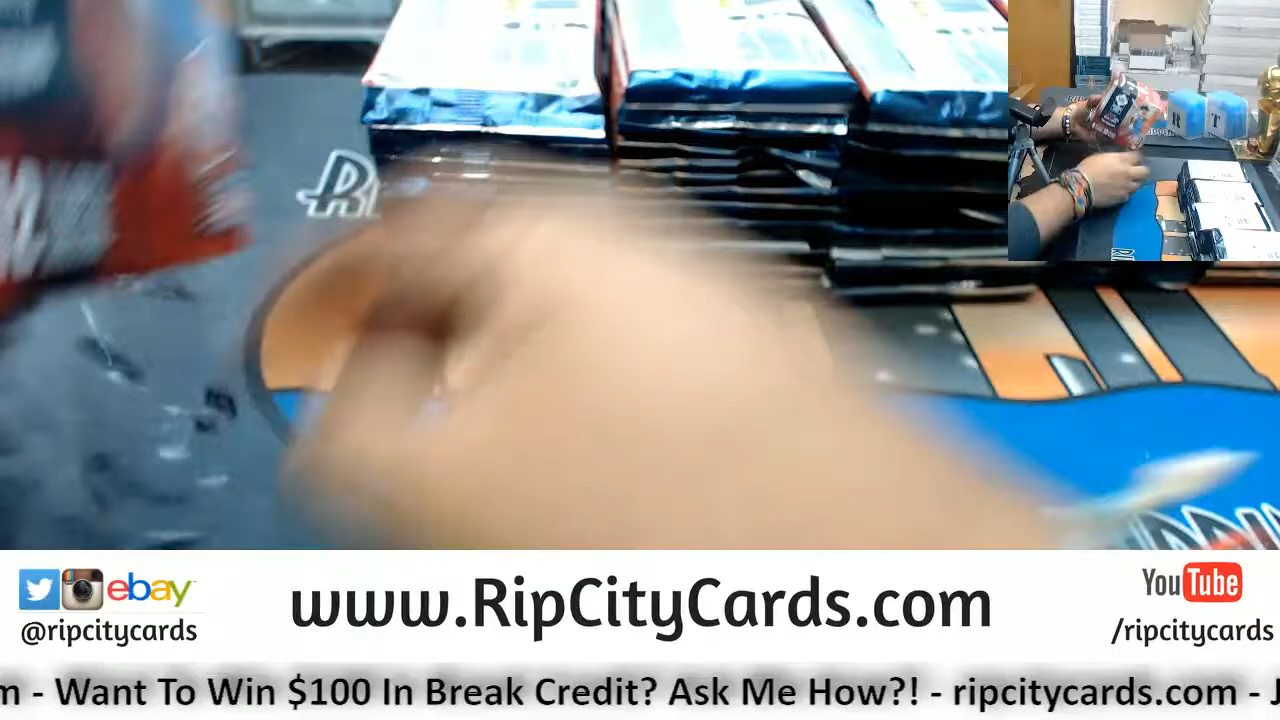 R
R
T
ebay
@ripcitycards
www.RipCityCards.com
YouTube
/ripcitycards
m - Want To Win $100 In Break Credit? Ask Me How?! - ripcitycards.com - J